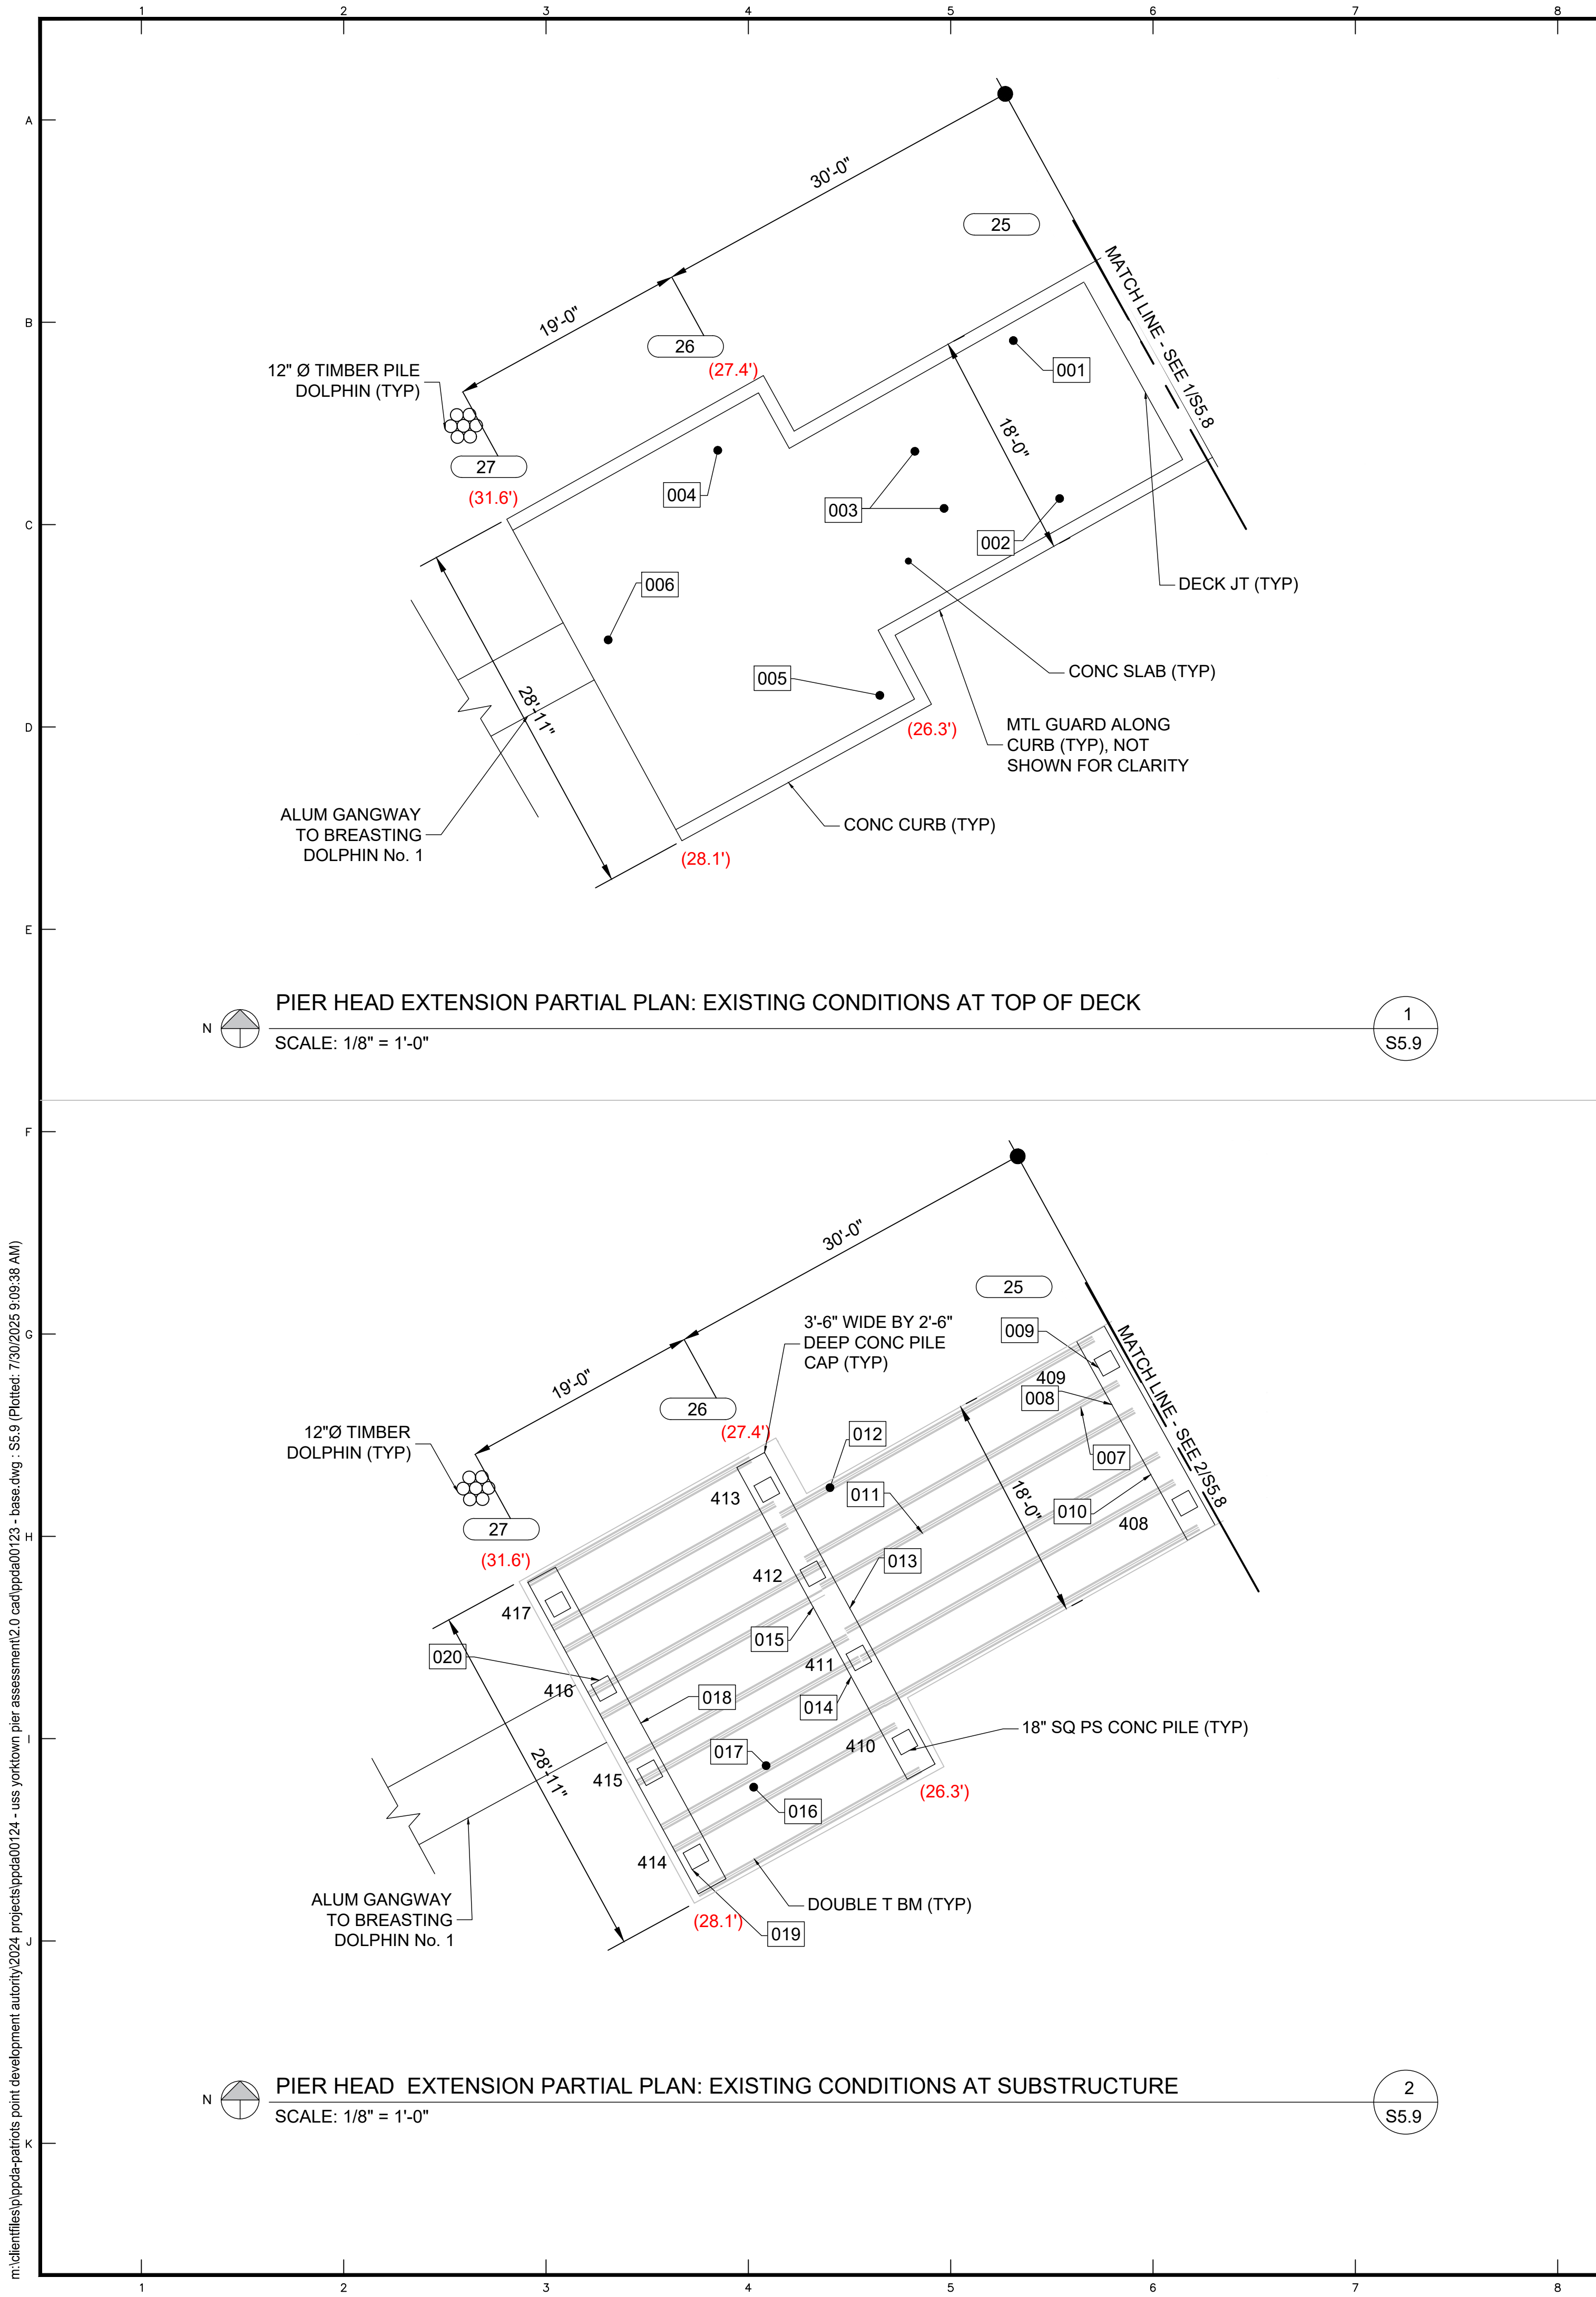 1 2 3 4 5 6 7 8
A
30'-0"
25
MATCH LINE - SEE 1/S5.8
19'-0"
B
26
(27.4')
12" Ø TIMBER PILE
DOLPHIN (TYP)
001
18'-0"
27
(31.6')
004
003
C
002
006
DECK JT (TYP)
005
CONC SLAB (TYP)
28'-11"
D
(26.3')
MTL GUARD ALONG
CURB (TYP), NOT
SHOWN FOR CLARITY
ALUM GANGWAY
TO BREASTING
DOLPHIN No. 1
CONC CURB (TYP)
(28.1')
E
PIER HEAD EXTENSION PARTIAL PLAN: EXISTING CONDITIONS AT TOP OF DECK
N
SCALE: 1/8" = 1'-0"
1
S5.9
F
30'-0"
25
3'-6" WIDE BY 2'-6"
DEEP CONC PILE
CAP (TYP)
009
G
MATCH LINE - SEE 2/S5.8
19'-0"
409
008
26
(27.4')
012
12"Ø TIMBER
DOLPHIN (TYP)
007
413
011
18'-0"
010
27
408
H
(31.6')
013
412
417
015
020
411
416
018
014
18" SQ PS CONC PILE (TYP)
I
017
410
28'-11"
415
(26.3')
016
414
ALUM GANGWAY
TO BREASTING
DOLPHIN No. 1
DOUBLE T BM (TYP)
(28.1')
019
J
PIER HEAD  EXTENSION PARTIAL PLAN: EXISTING CONDITIONS AT SUBSTRUCTURE
N
SCALE: 1/8" = 1'-0"
2
S5.9
K
1 2 3 4 5 6 7 8
m:\clientfiles\p\ppda-patriots point development autority\2024 projects\ppda00124 - uss yorkown pier assessment\2.0 cad\ppda00123 - base.dwg : S5.9 (Plotted: 7/30/2025 9:09:38 AM)